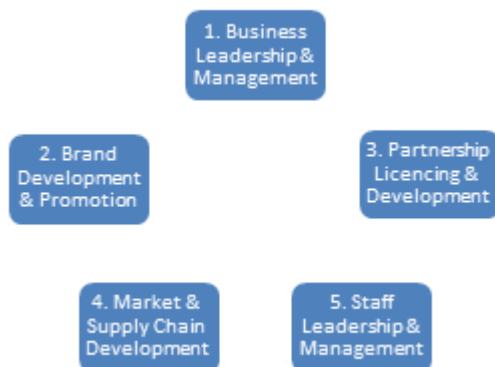 1. Business
Leadership &
Management
2. Brand
Development
& Promotion
3. Partnership
Licencing &
Development
4. Market &
Supply Chain
Development
5. Staff
Leadership &
Management